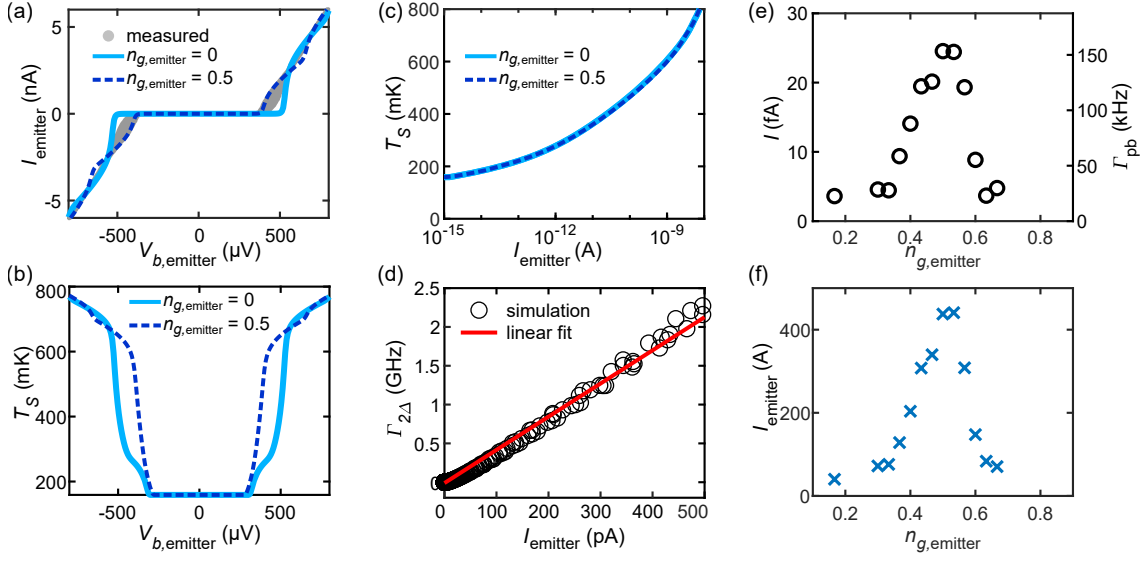 (a)
I_emitter (nA)
5
0
-5
measured
n_g,emitter = 0
n_g,emitter = 0.5
-500
0
500
V_b,emitter (μV)
(b)
T_S (mK)
800
600
400
200
n_g,emitter = 0
n_g,emitter = 0.5
-500
0
500
V_b,emitter (μV)
(c)
T_S (mK)
800
600
400
200
0
n_g,emitter = 0
n_g,emitter = 0.5
10^-15
10^-12
10^-9
I_emitter (A)
(d)
Γ_2Δ (GHz)
2.5
2
1.5
1
0.5
0
simulation
linear fit
0
100
200
300
400
500
I_emitter (pA)
(e)
I (fA)
30
20
10
0
150
100
50
0
Γ_pb (kHz)
0.2
0.4
0.6
0.8
n_g,emitter
(f)
I_emitter (A)
400
200
0
0.2
0.4
0.6
0.8
n_g,emitter